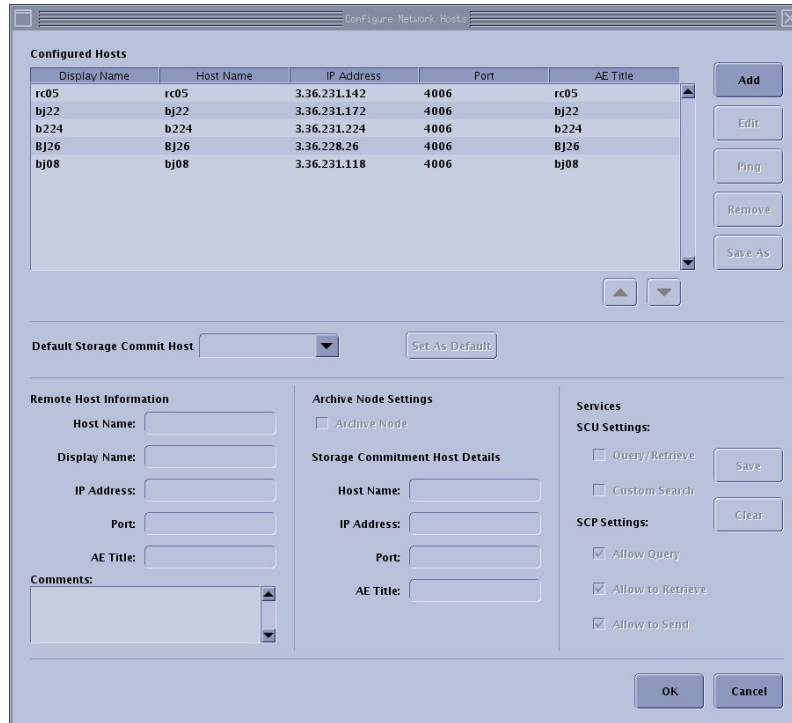 Configure Network Hosts
Configured Hosts
Display Name Host Name IP Address Port AE Title
rc05 rc05 3.36.231.142 4006 rc05
bj22 bj22 3.36.231.172 4006 bj22
b224 b224 3.36.231.224 4006 b224
BJ26 BJ26 3.36.228.26 4006 BJ26
bj08 bj08 3.36.231.118 4006 bj08
Add
Edit
Ping
Remove
Save As
Default Storage Commit Host
Set As Default
Remote Host Information
Host Name:
Display Name:
IP Address:
Port:
AE Title:
Comments:
Archive Node Settings
Archive Node
Storage Commitment Host Details
Host Name:
IP Address:
Port:
AE Title:
Services
SCU Settings:
Query/Retrieve
Custom Search
SCP Settings:
Allow Query
Allow to Retrieve
Allow to Send
Save
Clear
OK
Cancel